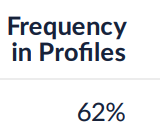 Frequency
in Profiles
62%